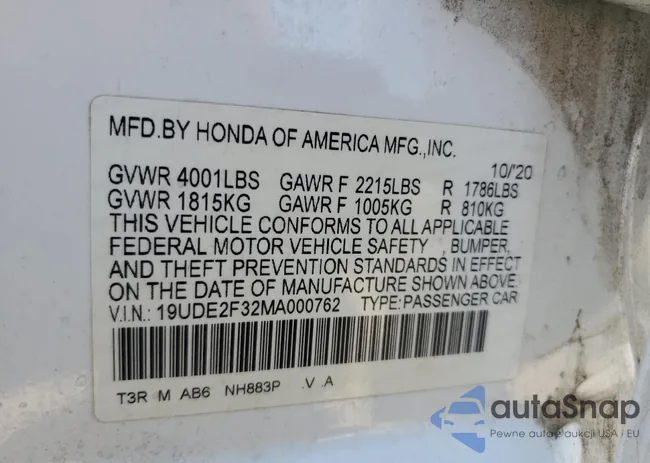 MFD.BY HONDA OF AMERICA MFG.,INC.
10/'20
GVWR 4001LBS GAWR F 2215LBS R 1786LBS
GVWR 1815KG GAWR F 1005KG R 810KG
THIS VEHICLE CONFORMS TO ALL APPLICABLE
FEDERAL MOTOR VEHICLE SAFETY , BUMPER,
AND THEFT PREVENTION STANDARDS IN EFFECT
ON THE DATE OF MANUFACTURE SHOWN ABOVE.
V.I.N.: 19UDE2F32MA000762 TYPE:PASSENGER CAR
T3R M AB6 NH883P .V .A
autoSnap
Pewne auto z aukcji USA i EU